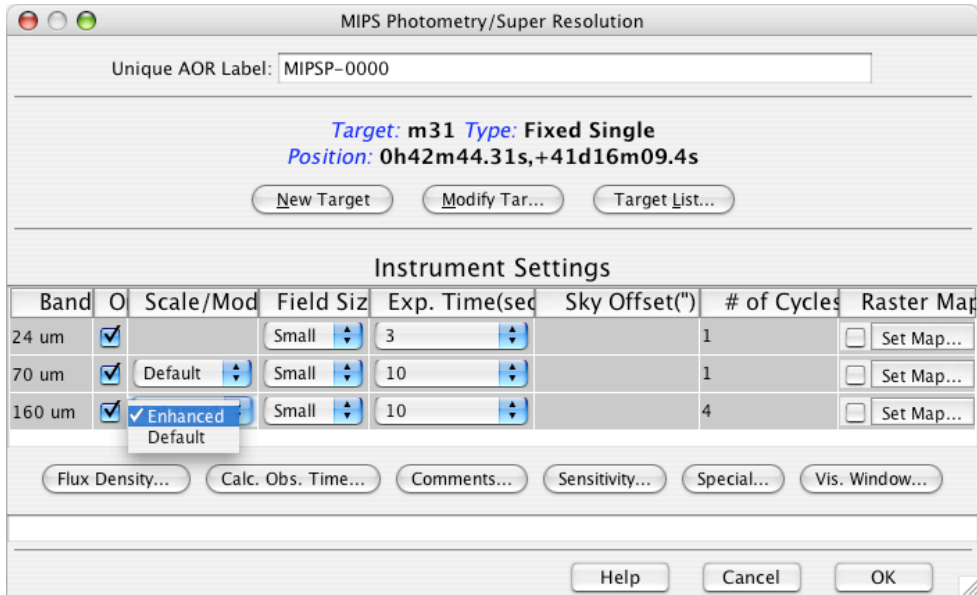 MIPS Photometry/Super Resolution
Unique AOR Label: MIPSP-0000
Target: m31 Type: Fixed Single
Position: 0h42m44.31s,+41d16m09.4s
New Target Modify Tar... Target List...
Instrument Settings
Band O Scale/Mod Field Siz Exp. Time(sec Sky Offset(") # of Cycles Raster Map
24 um Small 3 1 Set Map...
70 um Default Small 10 1 Set Map...
160 um Enhanced Small 10 4 Set Map...
Default
Flux Density... Calc. Obs. Time... Comments... Sensitivity... Special... Vis. Window...
Help Cancel OK